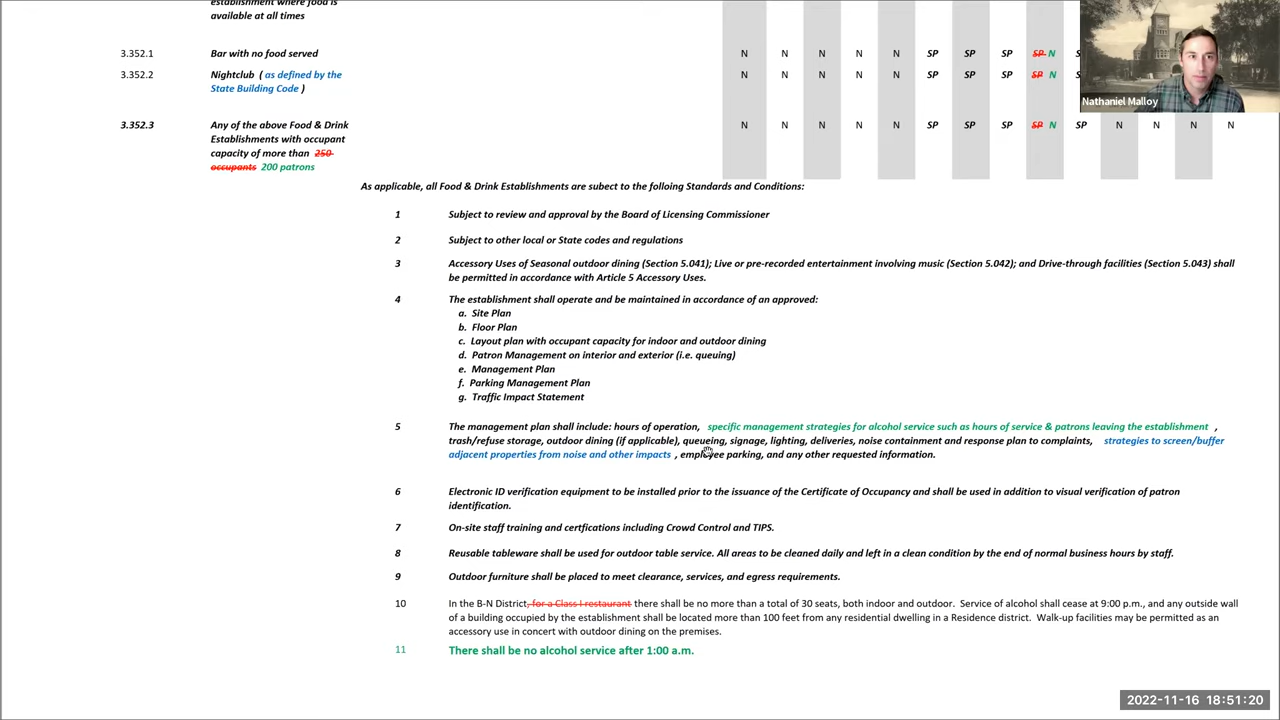 establishment where food is
available at all times
3.352.1 Bar with no food served N N N N N SP SP SP SP N S
3.352.2 Nightclub ( as defined by the N N N N N SP SP SP SP N S
State Building Code )
3.352.3 Any of the above Food & Drink N N N N N SP SP SP SP N SP N N N N
Establishments with occupant
capacity of more than 250
occupants 200 patrons
As applicable, all Food & Drink Establishments are subect to the folloing Standards and Conditions:
1 Subject to review and approval by the Board of Licensing Commissioner
2 Subject to other local or State codes and regulations
3 Accessory Uses of Seasonal outdoor dining (Section 5.041); Live or pre-recorded entertainment involving music (Section 5.042); and Drive-through facilities (Section 5.043) shall
be permitted in accordance with Article 5 Accessory Uses.
4 The establishment shall operate and be maintained in accordance of an approved:
a. Site Plan
b. Floor Plan
c. Layout plan with occupant capacity for indoor and outdoor dining
d. Patron Management on interior and exterior (i.e. queuing)
e. Management Plan
f. Parking Management Plan
g. Traffic Impact Statement
5 The management plan shall include: hours of operation, specific management strategies for alcohol service such as hours of service & patrons leaving the establishment ,
trash/refuse storage, outdoor dining (if applicable), queueing, signage, lighting, deliveries, noise containment and response plan to complaints, strategies to screen/buffer
adjacent properties from noise and other impacts , employee parking, and any other requested information.
6 Electronic ID verification equipment to be installed prior to the issuance of the Certificate of Occupancy and shall be used in addition to visual verification of patron
identification.
7 On-site staff training and certfications including Crowd Control and TIPS.
8 Reusable tableware shall be used for outdoor table service. All areas to be cleaned daily and left in a clean condition by the end of normal business hours by staff.
9 Outdoor furniture shall be placed to meet clearance, services, and egress requirements.
10 In the B-N District, for a Class I restaurant there shall be no more than a total of 30 seats, both indoor and outdoor. Service of alcohol shall cease at 9:00 p.m., and any outside wall
of a building occupied by the establishment shall be located more than 100 feet from any residential dwelling in a Residence district. Walk-up facilities may be permitted as an
accessory use in concert with outdoor dining on the premises.
11 There shall be no alcohol service after 1:00 a.m.
Nathaniel Malloy
2022-11-16 18:51:20